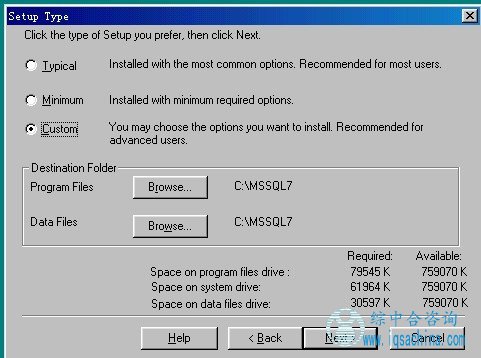 Setup Type
Click the type of Setup you prefer, then click Next.
Typical Installed with the most common options. Recommended for most users.
Minimum Installed with minimum required options.
Custom You may choose the options you want to install. Recommended for
advanced users.
Destination Folder
Program Files Browse... C:\MSSQL7
Data Files Browse... C:\MSSQL7
Required: Available:
Space on program files drive : 79545 K 759070 K
Space on system drive: 61964 K 759070 K
Space on data files drive: 30597 K 759070 K
综中合咨询
Help < Back Next > Cancel
www.iqsachina.com